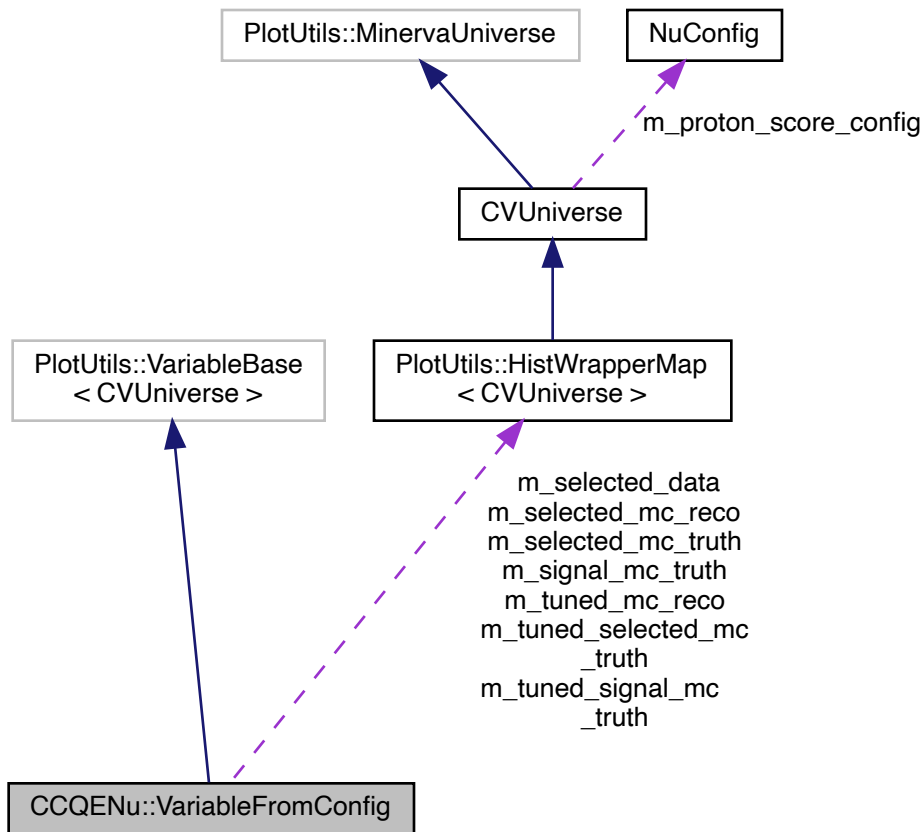 PlotUtils::MinervaUniverse
NuConfig
m_proton_score_config
CVUniverse
PlotUtils::VariableBase
< CVUniverse >
PlotUtils::HistWrapperMap
< CVUniverse >
m_selected_data
m_selected_mc_reco
m_selected_mc_truth
m_signal_mc_truth
m_tuned_mc_reco
m_tuned_selected_mc
_truth
m_tuned_signal_mc
_truth
CCQENu::VariableFromConfig